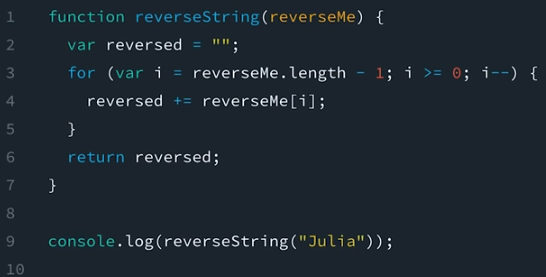 1 function reverseString(reverseMe) {
2   var reversed = "";
3   for (var i = reverseMe.length - 1; i >= 0; i--) {
4     reversed += reverseMe[i];
5   }
6   return reversed;
7 }
8
9 console.log(reverseString("Julia"));
10